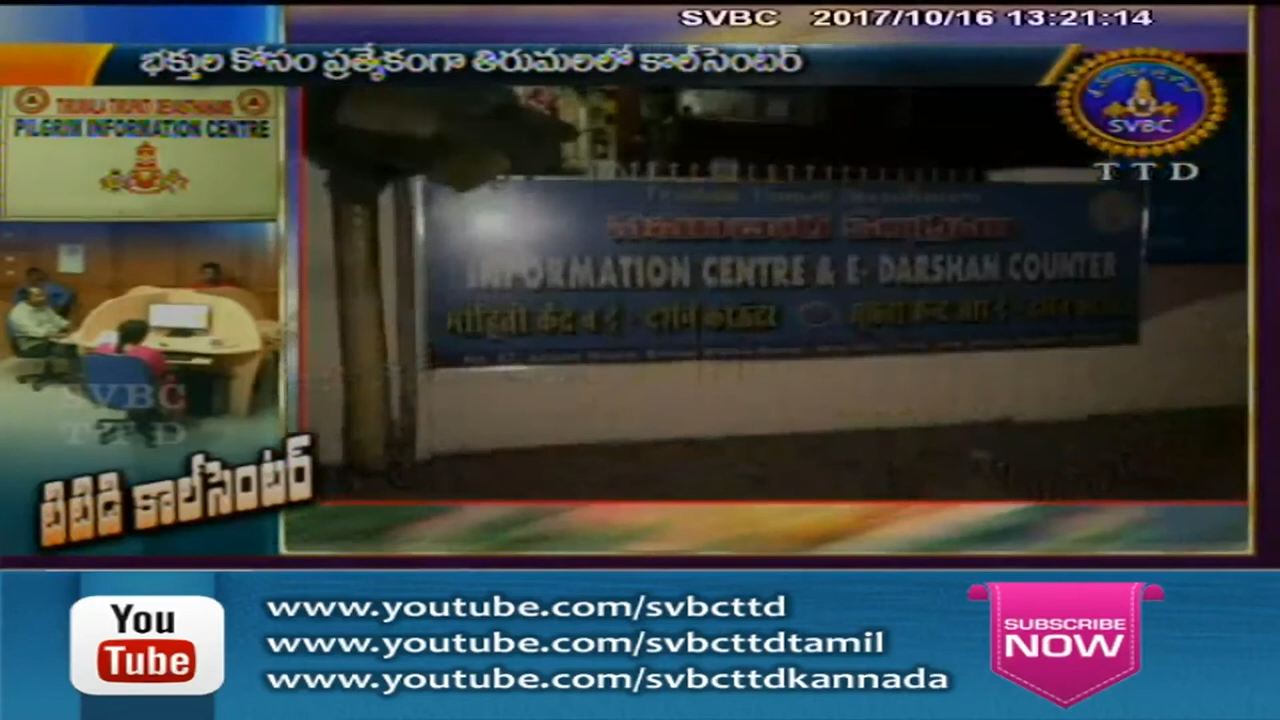 SVBC 2017/10/16 13:21:14
భక్తుల కోసం ప్రత్యేకంగా తిరుమలలో కాల్‌సెంటర్
SVBC
TTD
TIRUMALA TIRUPATI DEVASTHANAMS
PILGRIM INFORMATION CENTRE
INFORMATION CENTRE & E- DARSHAN COUNTER
SVBC
TTD
టిటిడి కాల్‌సెంటర్
You
Tube
www.youtube.com/svbcttd
www.youtube.com/svbcttdtamil
www.youtube.com/svbcttdkannada
SUBSCRIBE
NOW